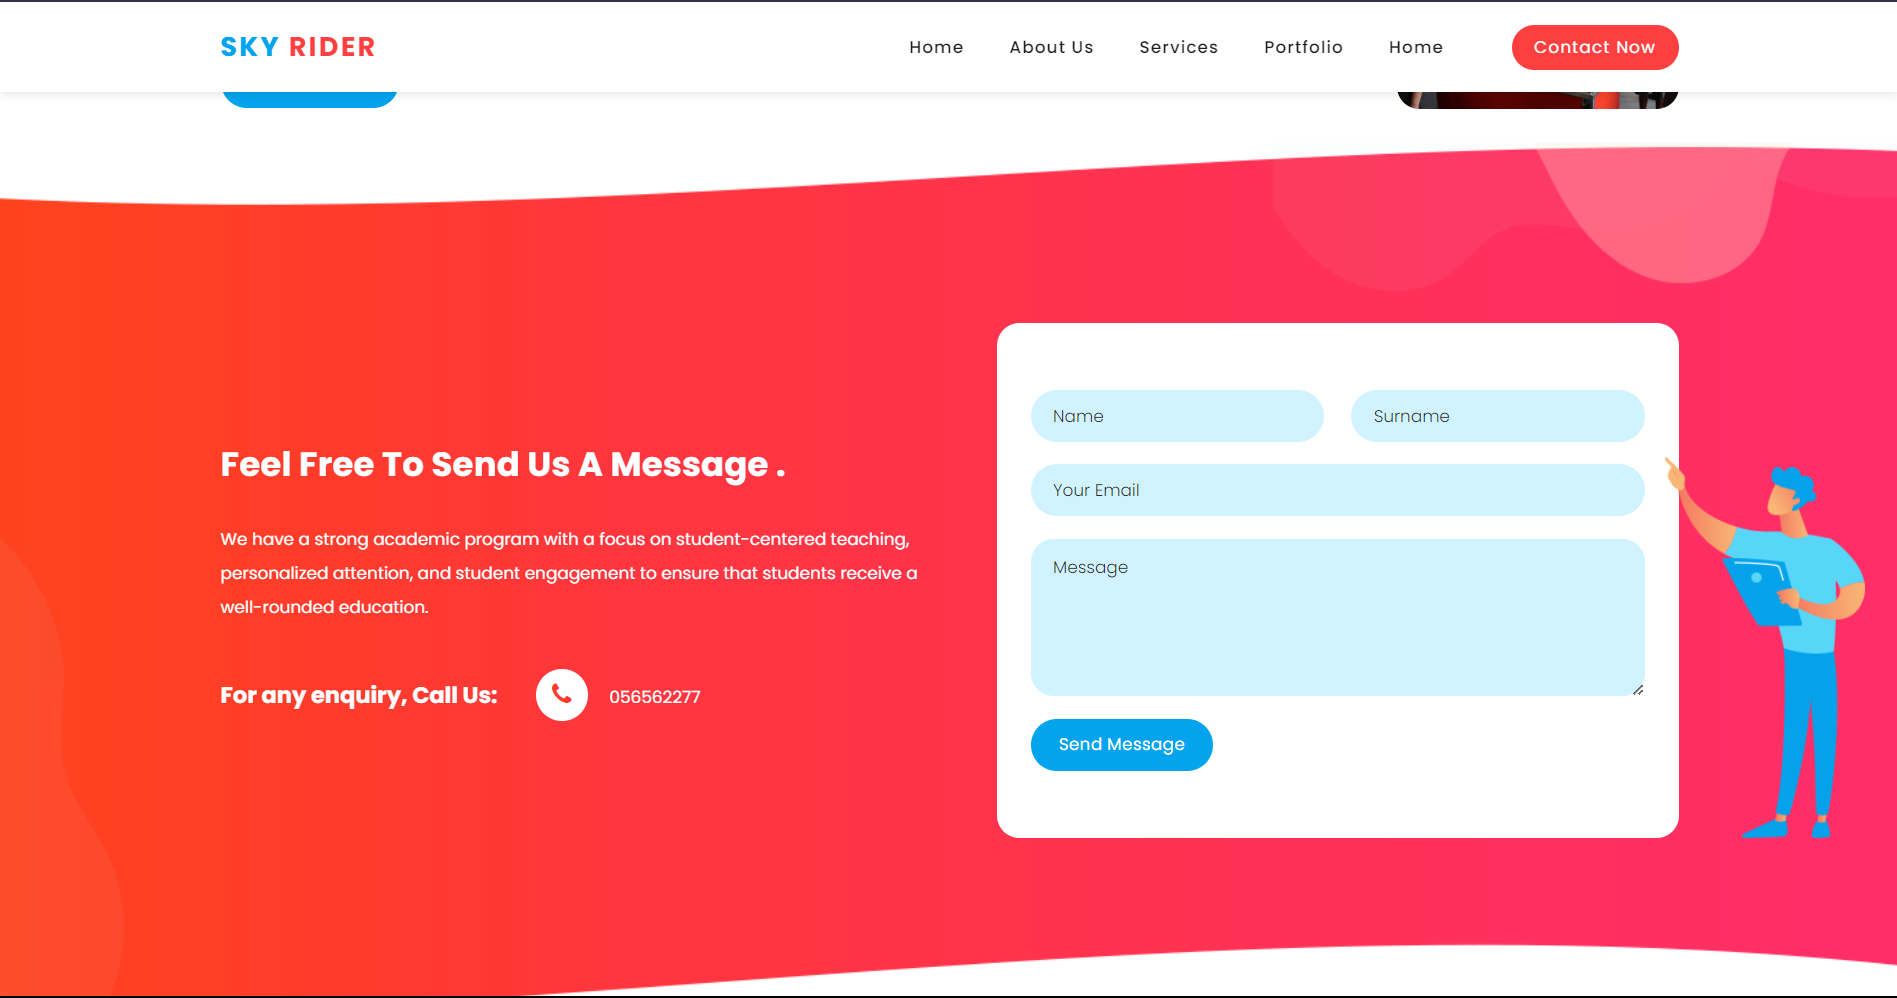 SKY RIDER
Home About Us Services Portfolio Home Contact Now
Feel Free To Send Us A Message .
We have a strong academic program with a focus on student-centered teaching,
personalized attention, and student engagement to ensure that students receive a
well-rounded education.
For any enquiry, Call Us: 056562277
Name Surname
Your Email
Message
Send Message